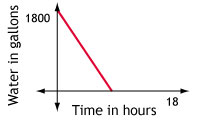 Water in gallons
1800
18
Time in hours